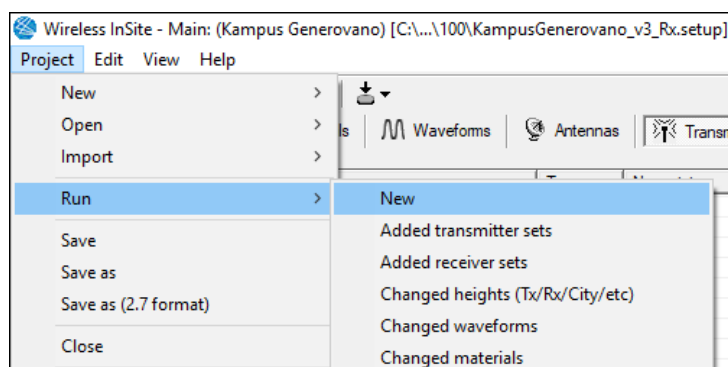 Wireless InSite - Main: (Kampus Generovano) [C:\...\100\KampusGenerovano_v3_Rx.setup]
Project Edit View Help
New
Open
Import
Run
Save
Save as
Save as (2.7 format)
Close
Waveforms Antennas
New
Added transmitter sets
Added receiver sets
Changed heights (Tx/Rx/City/etc)
Changed waveforms
Changed materials